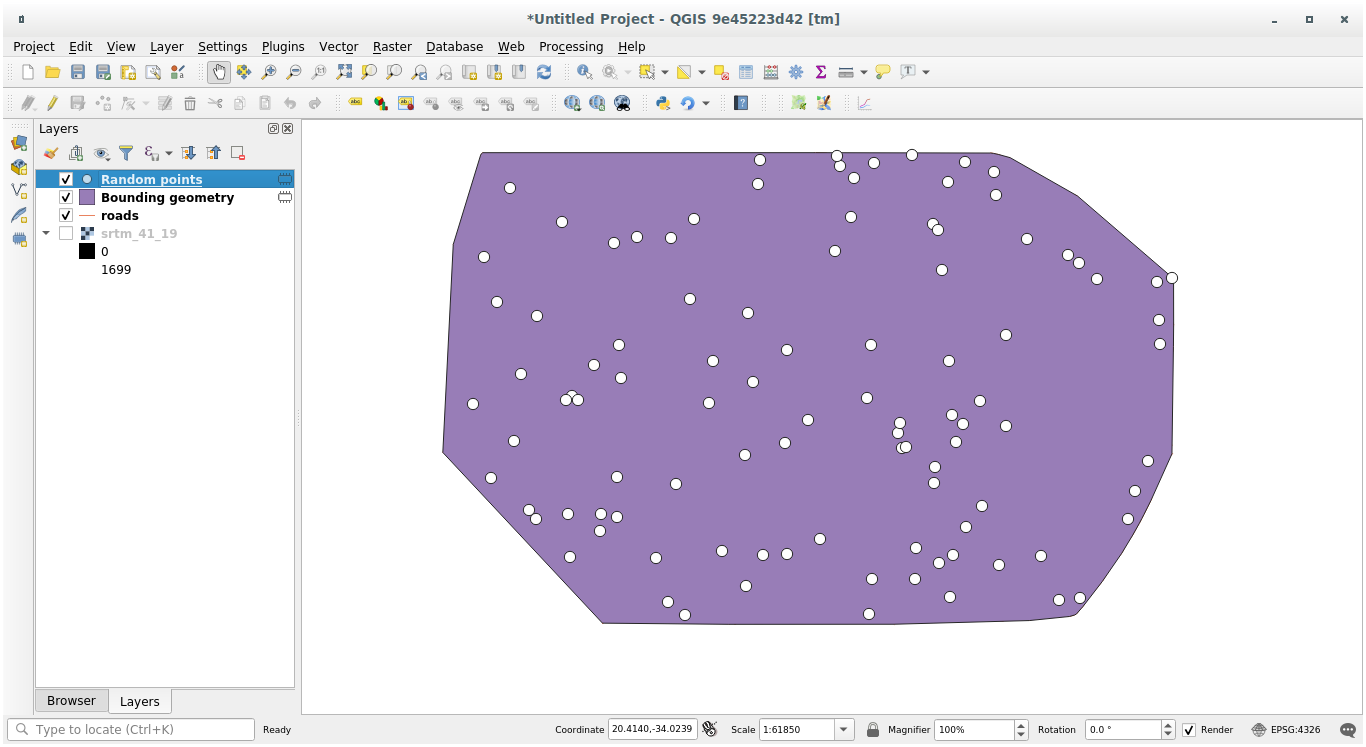 *Untitled Project - QGIS 9e45223d42 [tm]
Project Edit View Layer Settings Plugins Vector Raster Database Web Processing Help
Layers
Random points
Bounding geometry
roads
srtm_41_19
0
1699
Browser Layers
Type to locate (Ctrl+K) Ready Coordinate 20.4140,-34.0239 Scale 1:61850 Magnifier 100% Rotation 0.0 ° Render EPSG:4326